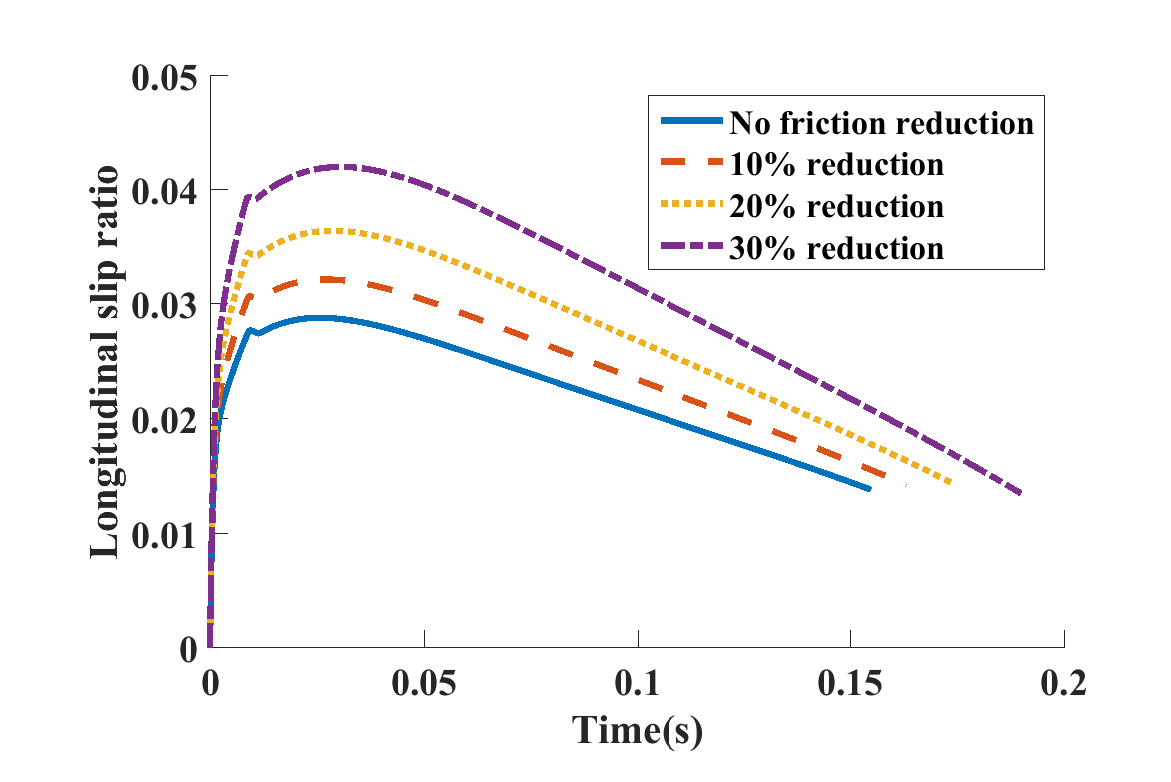 0.05
0.04
0.03
0.02
0.01
0
Longitudinal slip ratio
No friction reduction
10% reduction
20% reduction
30% reduction
0
0.05
0.1
0.15
0.2
Time(s)